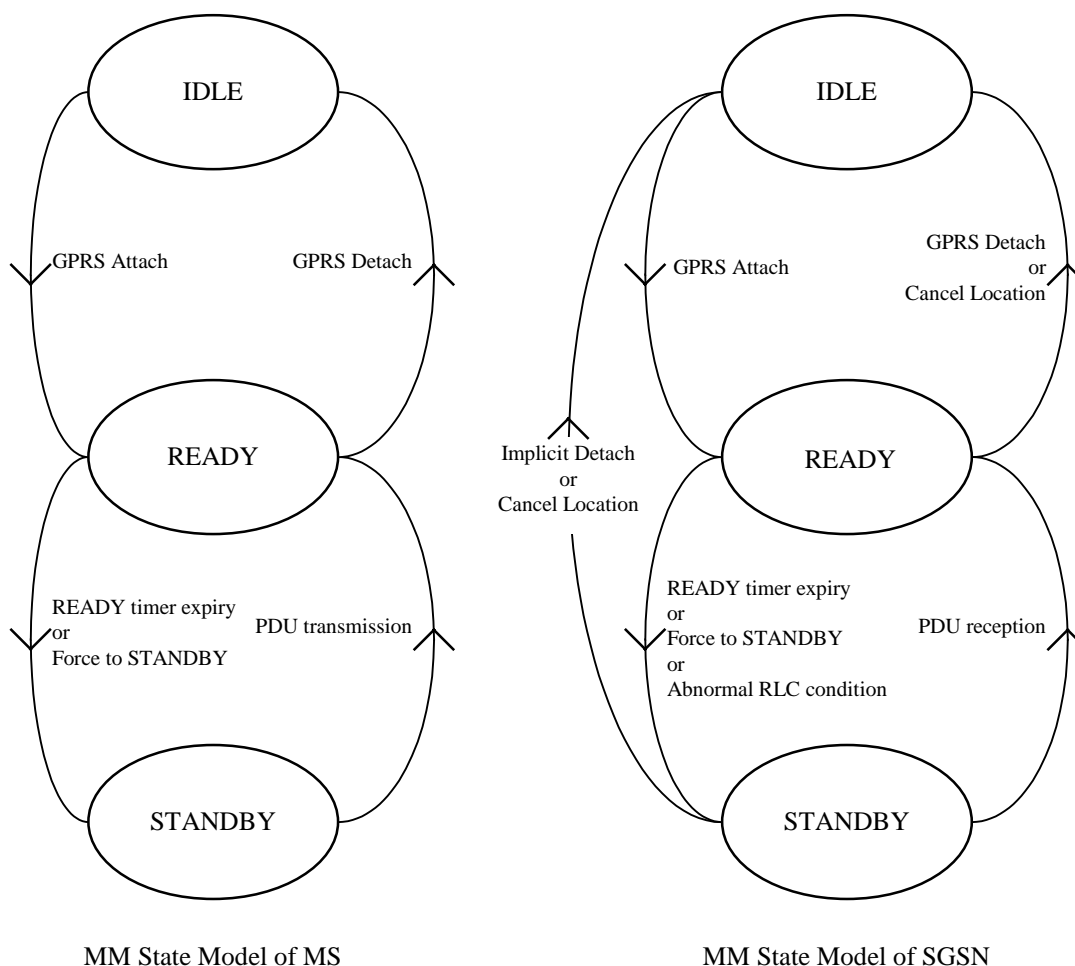 IDLE
GPRS Attach
GPRS Detach
READY
READY timer expiry
or
Force to STANDBY
PDU transmission
STANDBY
MM State Model of MS
IDLE
GPRS Attach
GPRS Detach
or
Cancel Location
Implicit Detach
or
Cancel Location
READY
READY timer expiry
or
Force to STANDBY
or
Abnormal RLC condition
PDU reception
STANDBY
MM State Model of SGSN